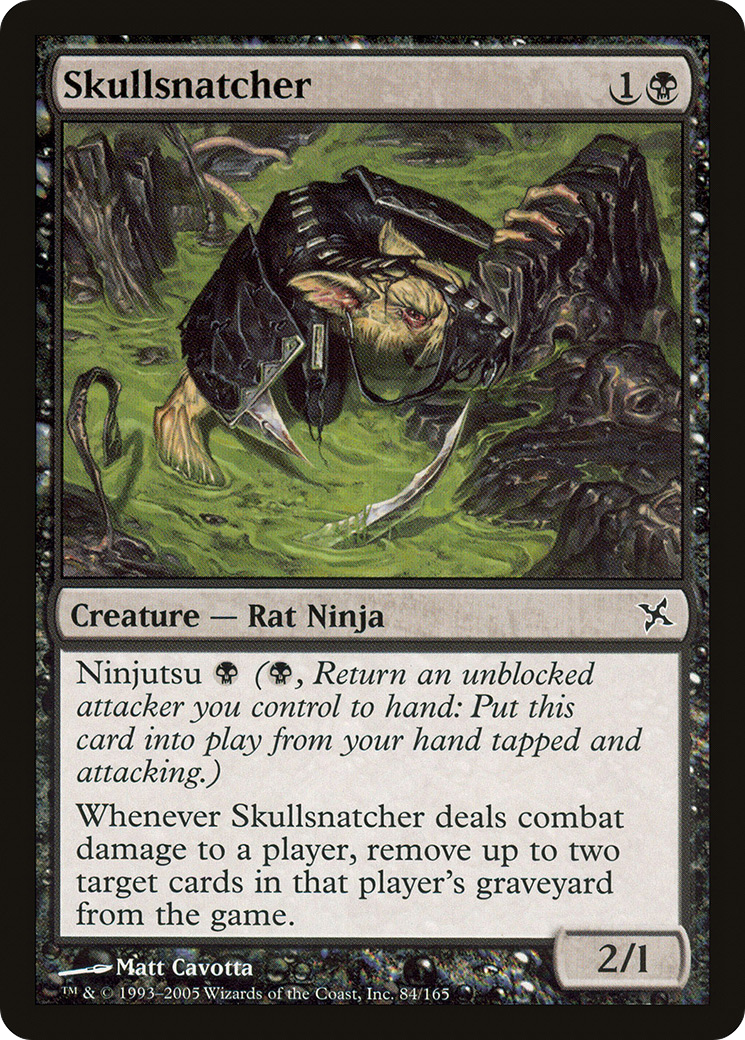 Skullsnatcher 1
Creature — Rat Ninja
Ninjutsu (, Return an unblocked
attacker you control to hand: Put this
card into play from your hand tapped and
attacking.)
Whenever Skullsnatcher deals combat
damage to a player, remove up to two
target cards in that player's graveyard
from the game.
2/1
Matt Cavotta
™ & © 1993–2005 Wizards of the Coast, Inc. 84/165